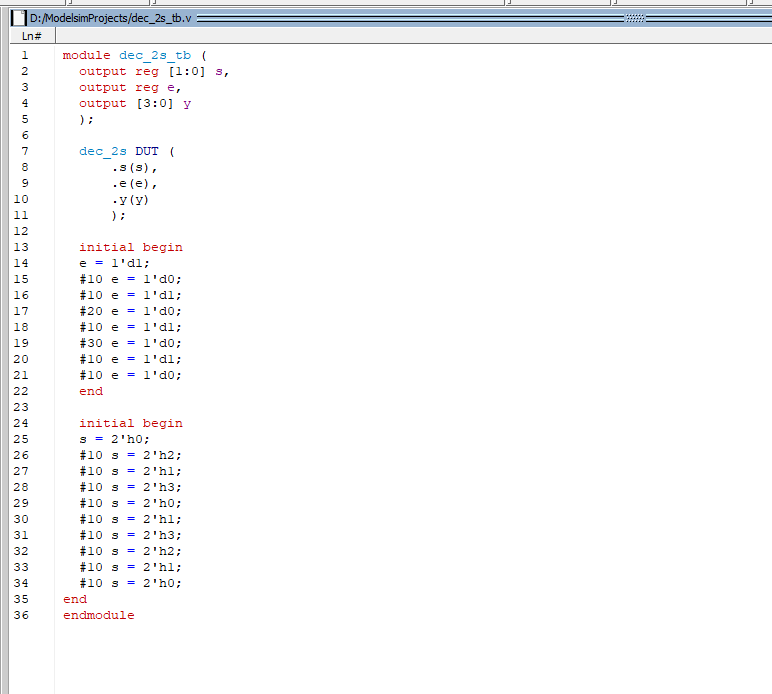 D:/ModelsimProjects/dec_2s_tb.v
Ln#
1 module dec_2s_tb (
2   output reg [1:0] s,
3   output reg e,
4   output [3:0] y
5   );
6
7   dec_2s DUT (
8       .s(s),
9       .e(e),
10       .y(y)
11       );
12
13   initial begin
14   e = 1'd1;
15   #10 e = 1'd0;
16   #10 e = 1'd1;
17   #20 e = 1'd0;
18   #10 e = 1'd1;
19   #30 e = 1'd0;
20   #10 e = 1'd1;
21   #10 e = 1'd0;
22   end
23
24   initial begin
25   s = 2'h0;
26   #10 s = 2'h2;
27   #10 s = 2'h1;
28   #10 s = 2'h3;
29   #10 s = 2'h0;
30   #10 s = 2'h1;
31   #10 s = 2'h3;
32   #10 s = 2'h2;
33   #10 s = 2'h1;
34   #10 s = 2'h0;
35 end
36 endmodule